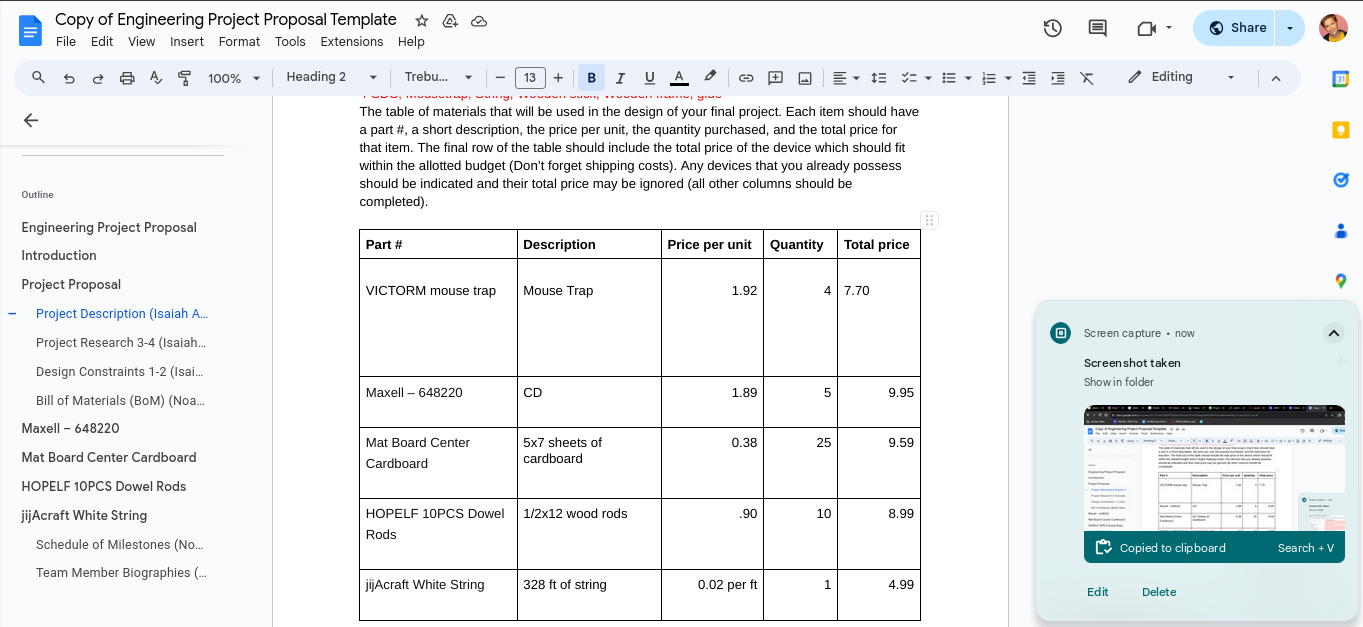 Copy of Engineering Project Proposal Template
File Edit View Insert Format Tools Extensions Help
Share
100% Heading 2 Trebu... 13 B I U A Editing
Outline
Engineering Project Proposal
Introduction
Project Proposal
Project Description (Isaiah A...
Project Research 3-4 (Isaiah...
Design Constraints 1-2 (Isai...
Bill of Materials (BoM) (Noa...
Maxell – 648220
Mat Board Center Cardboard
HOPELF 10PCS Dowel Rods
jijAcraft White String
Schedule of Milestones (No...
Team Member Biographies (...
The table of materials that will be used in the design of your final project. Each item should have
a part #, a short description, the price per unit, the quantity purchased, and the total price for
that item. The final row of the table should include the total price of the device which should fit
within the allotted budget (Don't forget shipping costs). Any devices that you already possess
should be indicated and their total price may be ignored (all other columns should be
completed).
Part # Description Price per unit Quantity Total price
VICTORM mouse trap Mouse Trap 1.92 4 7.70
Maxell – 648220 CD 1.89 5 9.95
Mat Board Center 5x7 sheets of 0.38 25 9.59
Cardboard cardboard
HOPELF 10PCS Dowel 1/2x12 wood rods .90 10 8.99
Rods
jijAcraft White String 328 ft of string 0.02 per ft 1 4.99
31
Screen capture • now
Screenshot taken
Show in folder
Copied to clipboard Search + V
Edit Delete